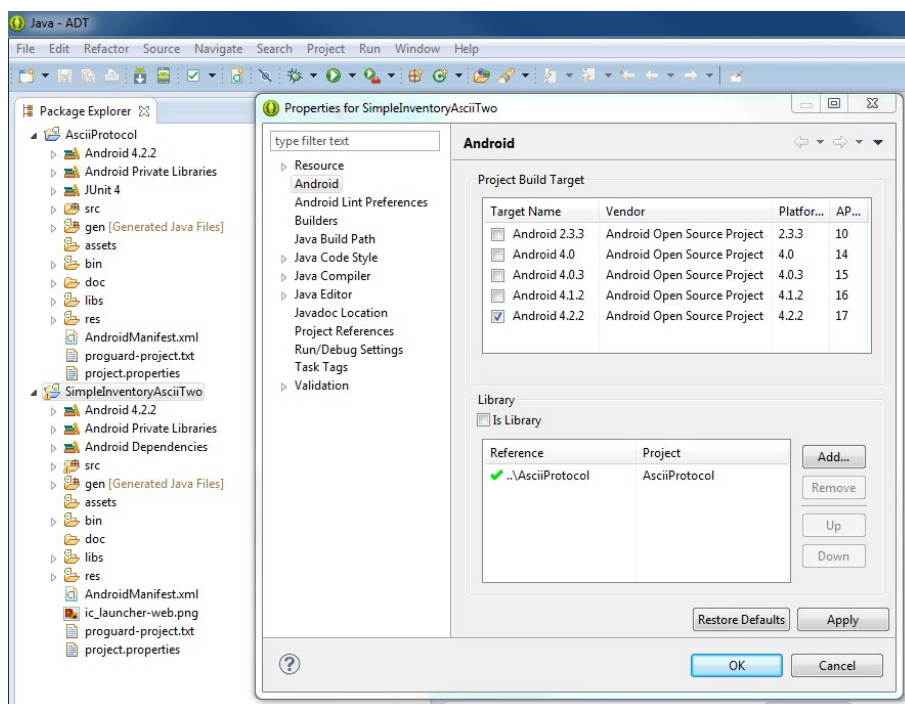 Java - ADT
File Edit Refactor Source Navigate Search Project Run Window Help
Package Explorer
AsciiProtocol
Android 4.2.2
Android Private Libraries
JUnit 4
src
gen [Generated Java Files]
assets
bin
doc
libs
res
AndroidManifest.xml
proguard-project.txt
project.properties
SimpleInventoryAsciiTwo
Android 4.2.2
Android Private Libraries
Android Dependencies
src
gen [Generated Java Files]
assets
bin
doc
libs
res
AndroidManifest.xml
ic_launcher-web.png
proguard-project.txt
project.properties
Properties for SimpleInventoryAsciiTwo
type filter text
Resource
Android
Android Lint Preferences
Builders
Java Build Path
Java Code Style
Java Compiler
Java Editor
Javadoc Location
Project References
Run/Debug Settings
Task Tags
Validation
Android
Project Build Target
Target Name Vendor Platfor... AP...
Android 2.3.3 Android Open Source Project 2.3.3 10
Android 4.0 Android Open Source Project 4.0 14
Android 4.0.3 Android Open Source Project 4.0.3 15
Android 4.1.2 Android Open Source Project 4.1.2 16
Android 4.2.2 Android Open Source Project 4.2.2 17
Library
Is Library
Reference Project
..\AsciiProtocol AsciiProtocol
Add...
Remove
Up
Down
Restore Defaults Apply
? OK Cancel